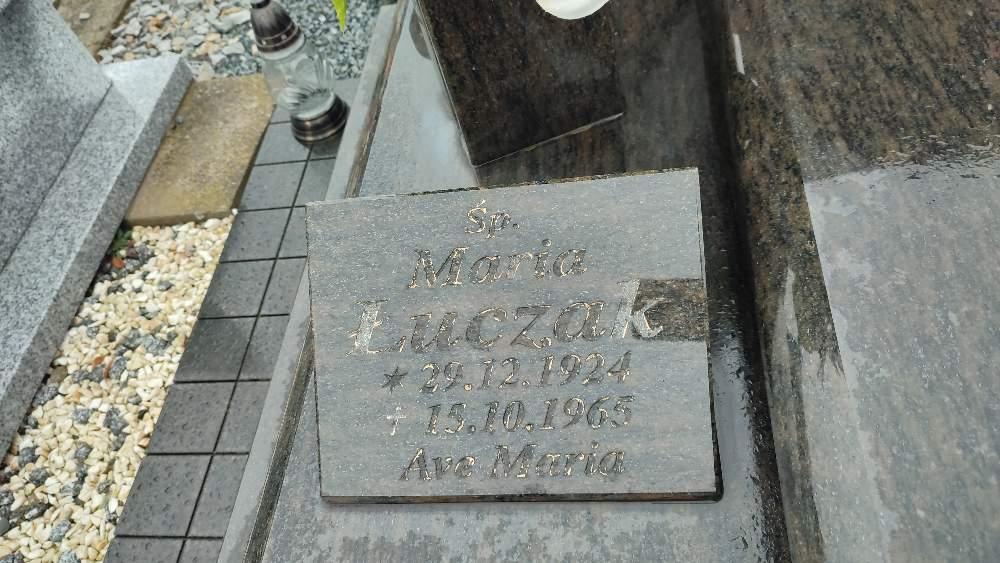 Śp.
Maria
Łuczak
* 29.12.1924
† 15.10.1965
Ave Maria